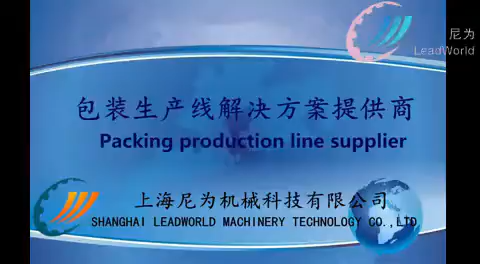 尼为
LeadWorld
包装生产线解决方案提供商
Packing production line supplier
上海尼为机械科技有限公司
SHANGHAI LEADWORLD MACHINERY TECHNOLOGY CO.,LTD